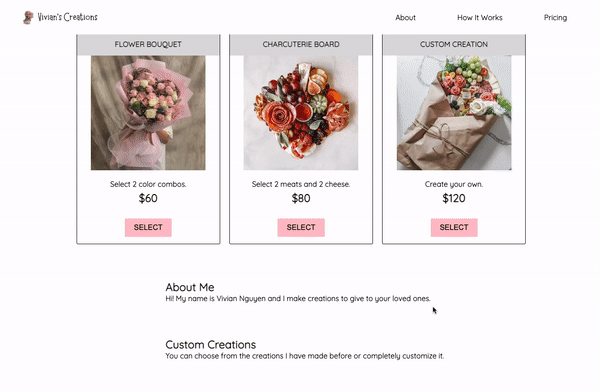 Vivian's Creations
About
How It Works
Pricing
FLOWER BOUQUET
CHARCUTERIE BOARD
CUSTOM CREATION
Select 2 color combos.
Select 2 meats and 2 cheese.
Create your own.
$60
$80
$120
SELECT
SELECT
SELECT
About Me
Hi! My name is Vivian Nguyen and I make creations to give to your loved ones.
Custom Creations
You can choose from the creations I have made before or completely customize it.